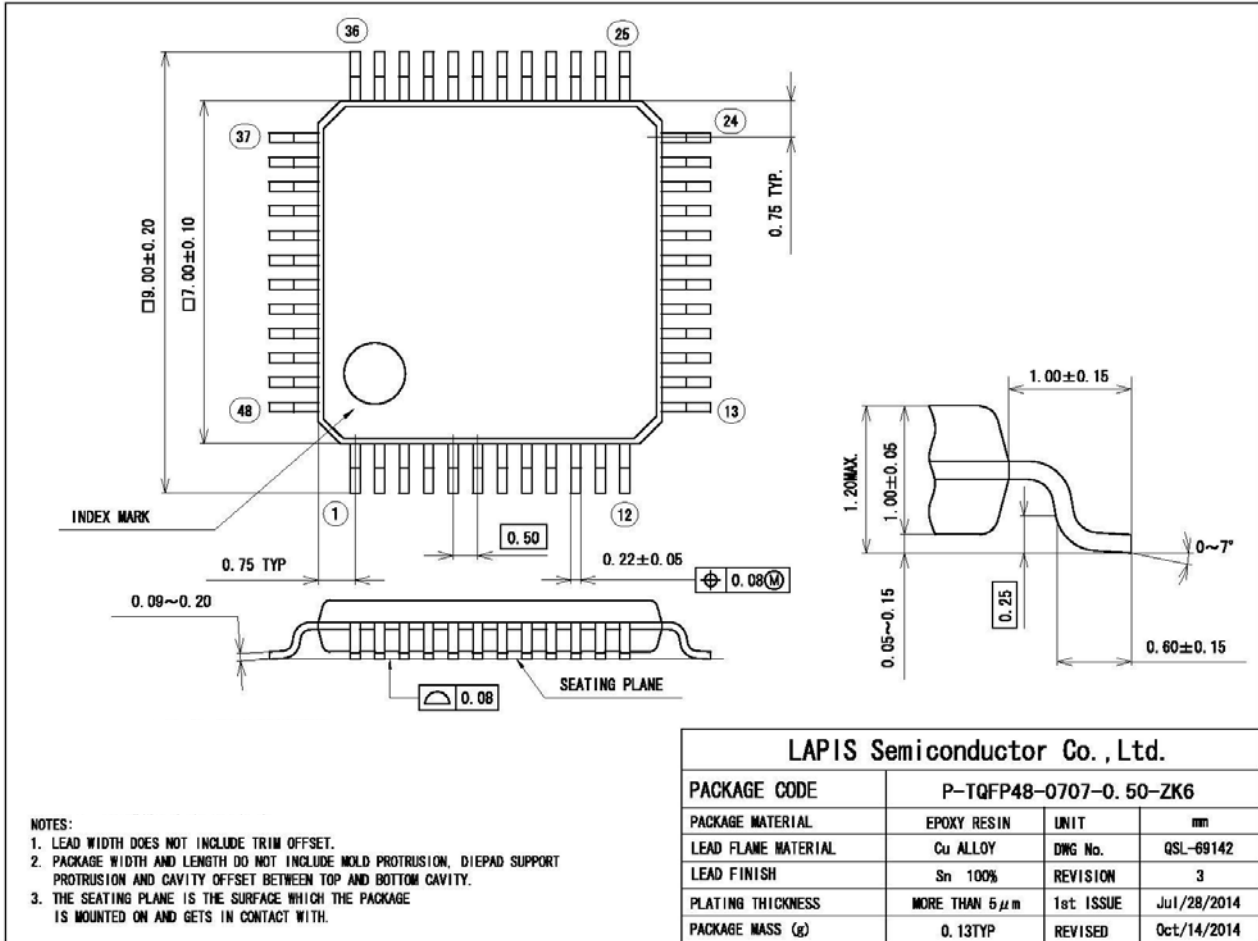 36
25
37
24
48
13
1
12
□9.00±0.20
□7.00±0.10
0.75 TYP.
INDEX MARK
0.50
0.75 TYP
0.22±0.05
⌖ 0.08Ⓜ
0.09~0.20
⌓ 0.08
SEATING PLANE
1.00±0.15
1.20MAX.
1.00±0.05
0.05~0.15
0.25
0~7°
0.60±0.15
NOTES:
1. LEAD WIDTH DOES NOT INCLUDE TRIM OFFSET.
2. PACKAGE WIDTH AND LENGTH DO NOT INCLUDE MOLD PROTRUSION, DIEPAD SUPPORT
PROTRUSION AND CAVITY OFFSET BETWEEN TOP AND BOTTOM CAVITY.
3. THE SEATING PLANE IS THE SURFACE WHICH THE PACKAGE
IS MOUNTED ON AND GETS IN CONTACT WITH.
LAPIS Semiconductor Co., Ltd.
PACKAGE CODE P-TQFP48-0707-0.50-ZK6
PACKAGE MATERIAL EPOXY RESIN UNIT mm
LEAD FLAME MATERIAL Cu ALLOY DWG No. QSL-69142
LEAD FINISH Sn 100% REVISION 3
PLATING THICKNESS MORE THAN 5μm 1st ISSUE Jul/28/2014
PACKAGE MASS (g) 0.13TYP REVISED Oct/14/2014